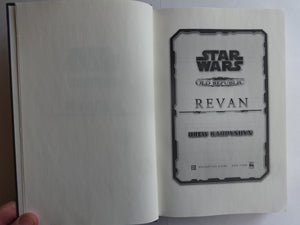 STAR
WARS
OLD REPUBLIC
REVAN
DREW KARPYSHYN